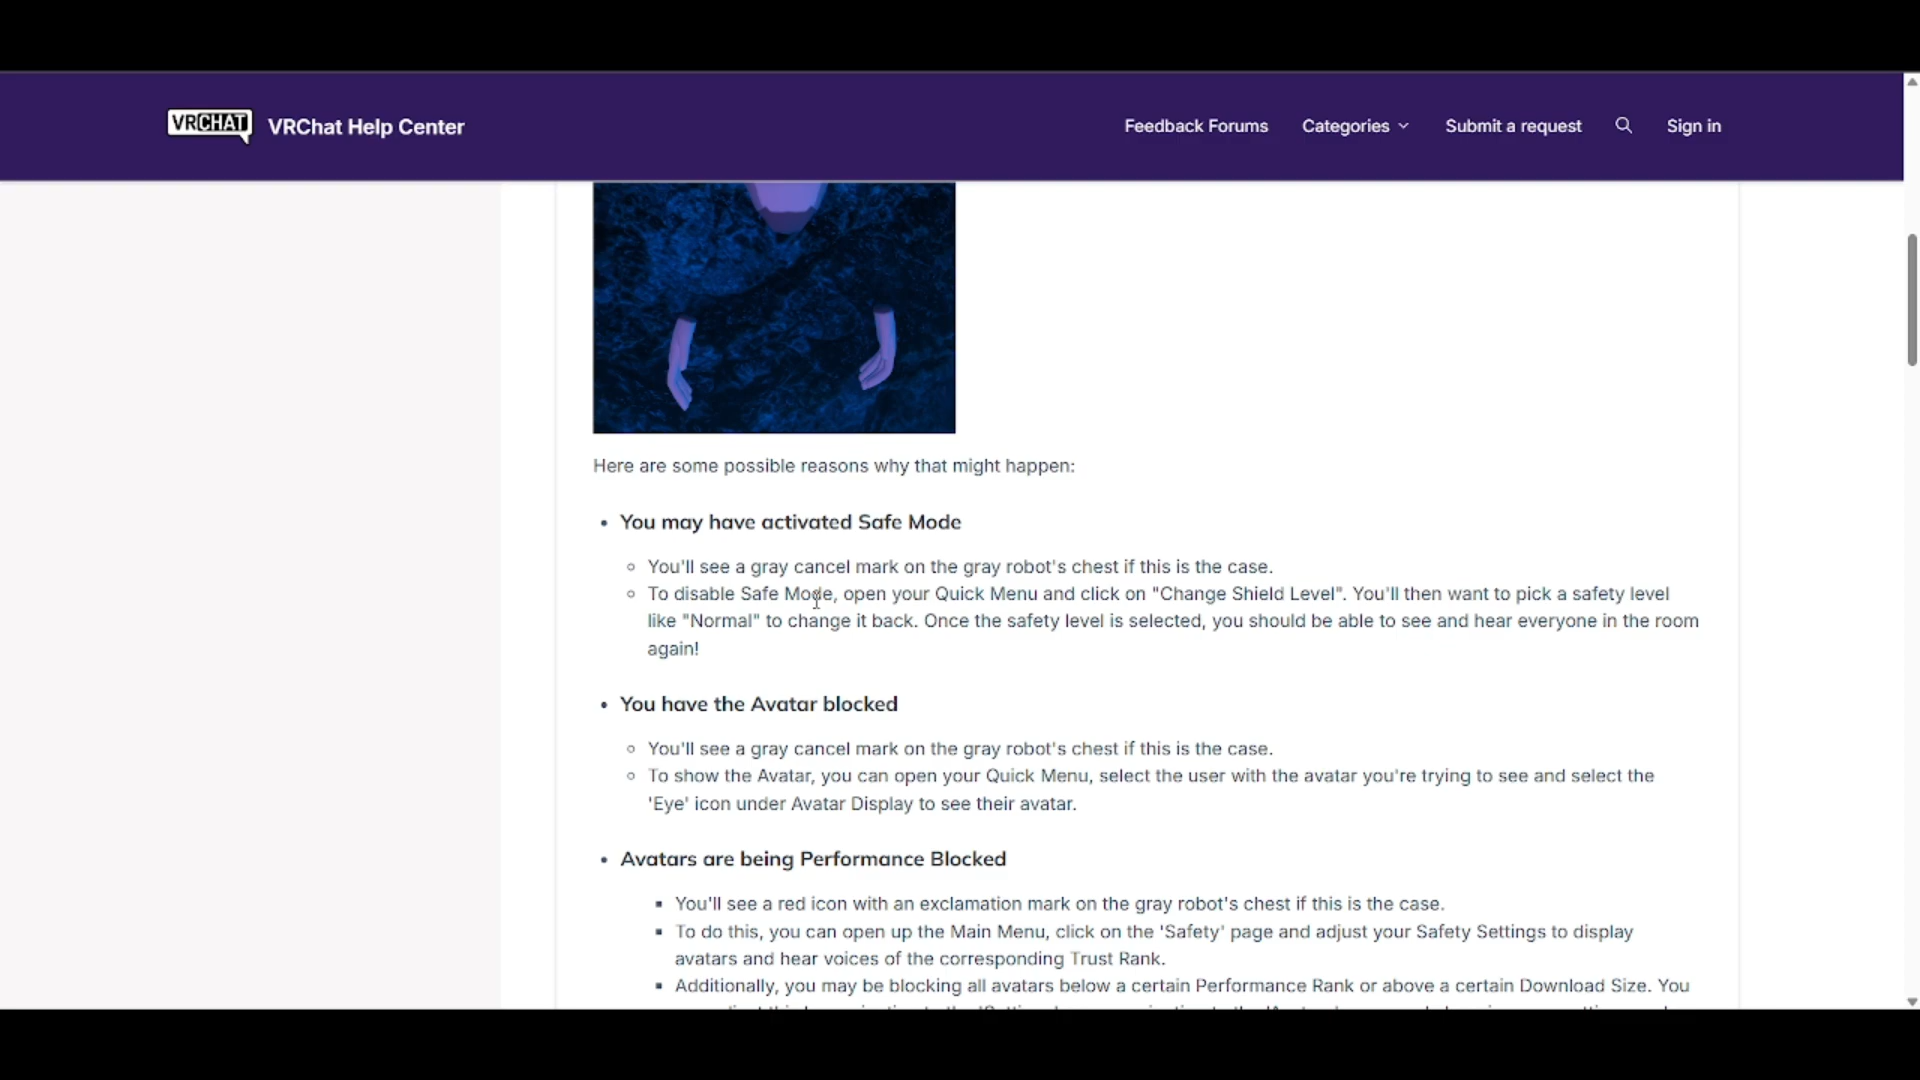 VRCHAT VRChat Help Center Feedback Forums Categories Submit a request Sign in
Here are some possible reasons why that might happen:
• You may have activated Safe Mode
You'll see a gray cancel mark on the gray robot's chest if this is the case.
To disable Safe Mode, open your Quick Menu and click on "Change Shield Level". You'll then want to pick a safety level
like "Normal" to change it back. Once the safety level is selected, you should be able to see and hear everyone in the room
again!
• You have the Avatar blocked
You'll see a gray cancel mark on the gray robot's chest if this is the case.
To show the Avatar, you can open your Quick Menu, select the user with the avatar you're trying to see and select the
'Eye' icon under Avatar Display to see their avatar.
• Avatars are being Performance Blocked
You'll see a red icon with an exclamation mark on the gray robot's chest if this is the case.
To do this, you can open up the Main Menu, click on the 'Safety' page and adjust your Safety Settings to display
avatars and hear voices of the corresponding Trust Rank.
Additionally, you may be blocking all avatars below a certain Performance Rank or above a certain Download Size. You